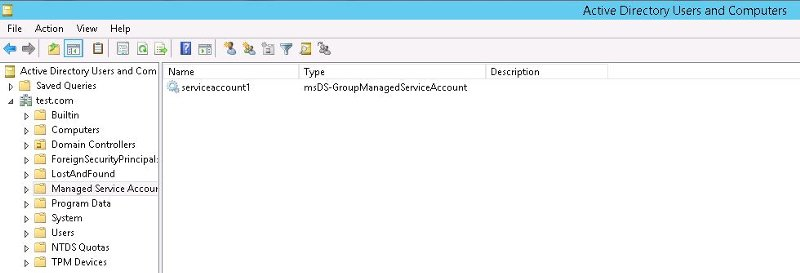 Active Directory Users and Computers
File Action View Help
Active Directory Users and Com
Name Type Description
Saved Queries
serviceaccount1 msDS-GroupManagedServiceAccount
test.com
Builtin
Computers
Domain Controllers
ForeignSecurityPrincipal:
LostAndFound
Managed Service Accour
Program Data
System
Users
NTDS Quotas
TPM Devices